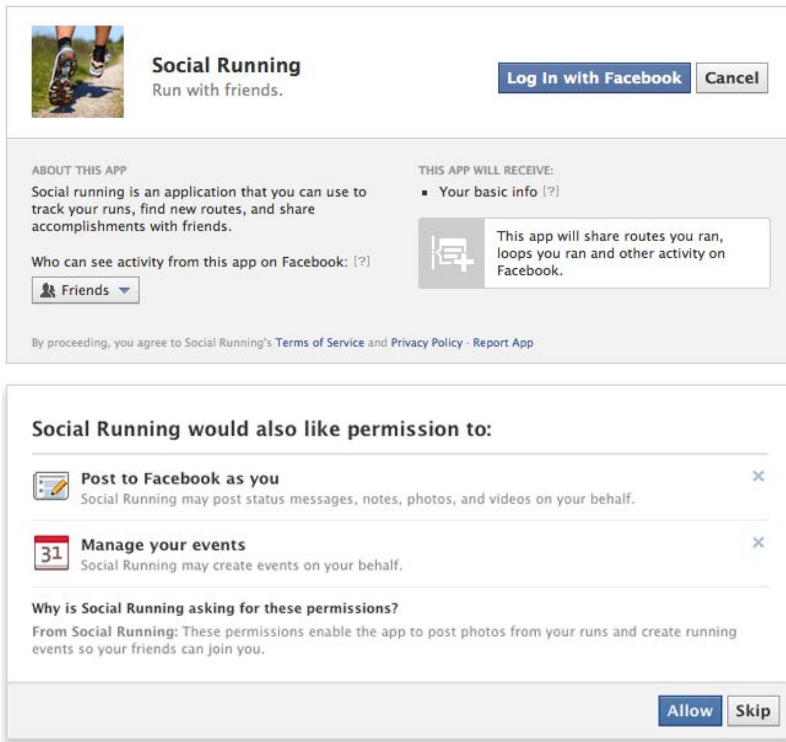 Social Running
Run with friends.
Log In with Facebook
Cancel
ABOUT THIS APP
Social running is an application that you can use to
track your runs, find new routes, and share
accomplishments with friends.
Who can see activity from this app on Facebook: [?]
Friends
THIS APP WILL RECEIVE:
▪ Your basic info [?]
This app will share routes you ran,
loops you ran and other activity on
Facebook.
By proceeding, you agree to Social Running's Terms of Service and Privacy Policy · Report App
Social Running would also like permission to:
Post to Facebook as you
Social Running may post status messages, notes, photos, and videos on your behalf.
31
Manage your events
Social Running may create events on your behalf.
Why is Social Running asking for these permissions?
From Social Running: These permissions enable the app to post photos from your runs and create running
events so your friends can join you.
Allow
Skip